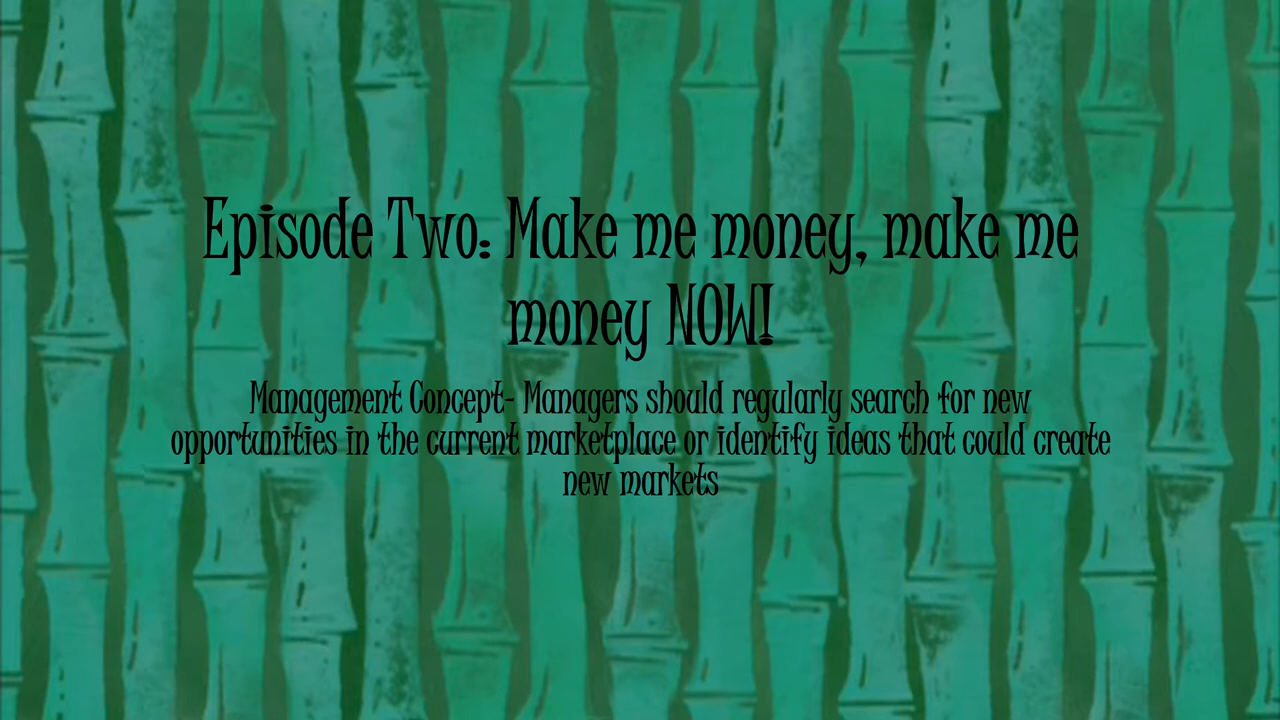 Episode Two: Make me money, make me
money NOW!
Management Concept- Managers should regularly search for new
opportunities in the current marketplace or identify ideas that could create
new markets